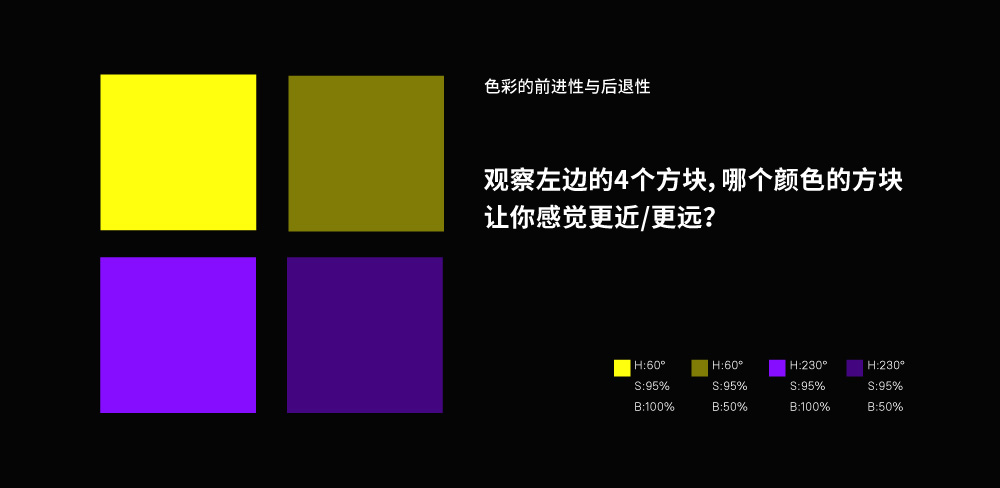 色彩的前进性与后退性
观察左边的4个方块，哪个颜色的方块
让你感觉更近/更远？
H:60° H:60° H:230° H:230°
S:95% S:95% S:95% S:95%
B:100% B:50% B:100% B:50%